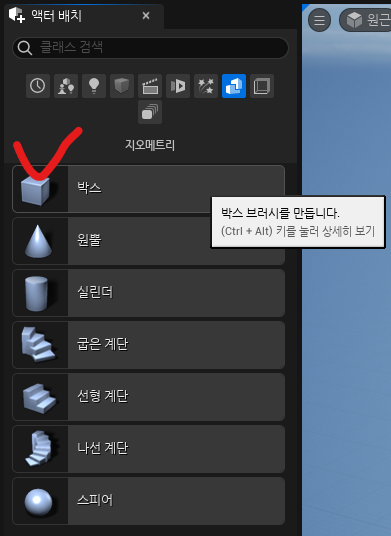 액터 배치
클래스 검색
원근
지오메트리
박스
박스 브러시를 만듭니다.
(Ctrl + Alt) 키를 눌러 상세히 보기
원뿔
실린더
굽은 계단
선형 계단
나선 계단
스피어